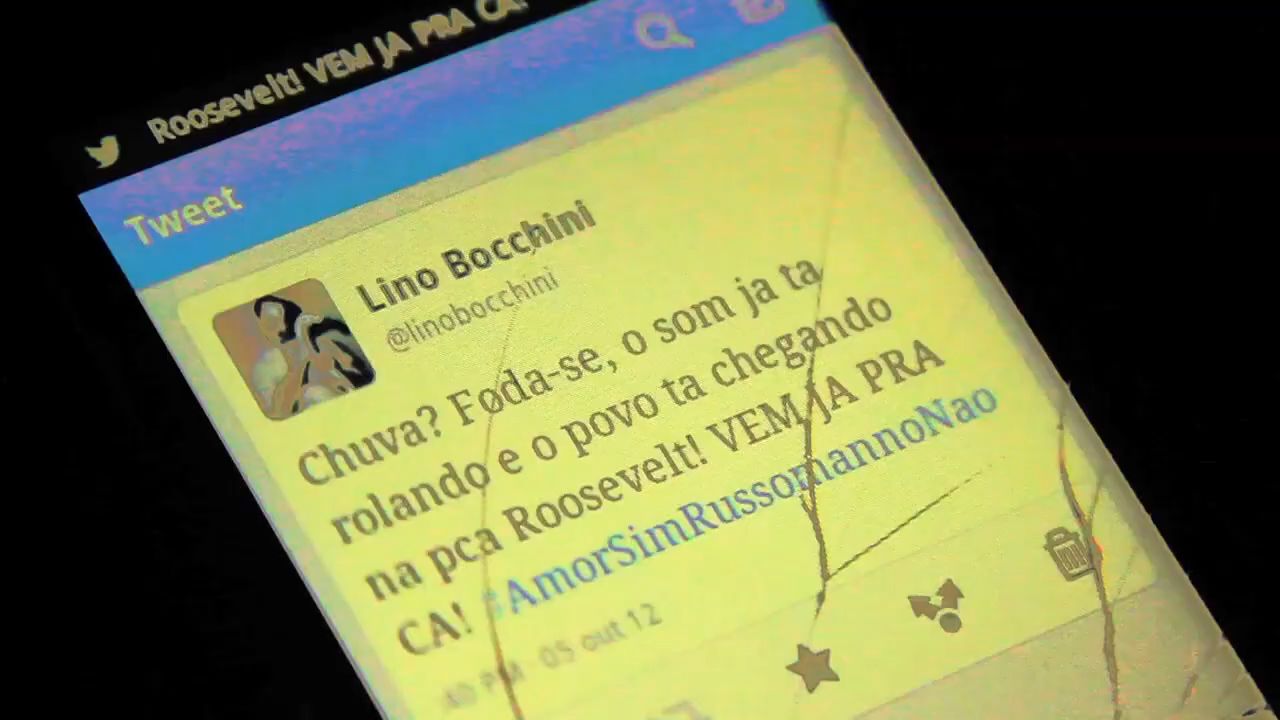 Roosevelt! VEM JA PRA CA!
Tweet
Lino Bocchini
@linobocchini
Chuva? Foda-se, o som ja ta
rolando e o povo ta chegando
na pca Roosevelt! VEM JA PRA
CA! #AmorSimRussomannoNao
PM · 05 out 12